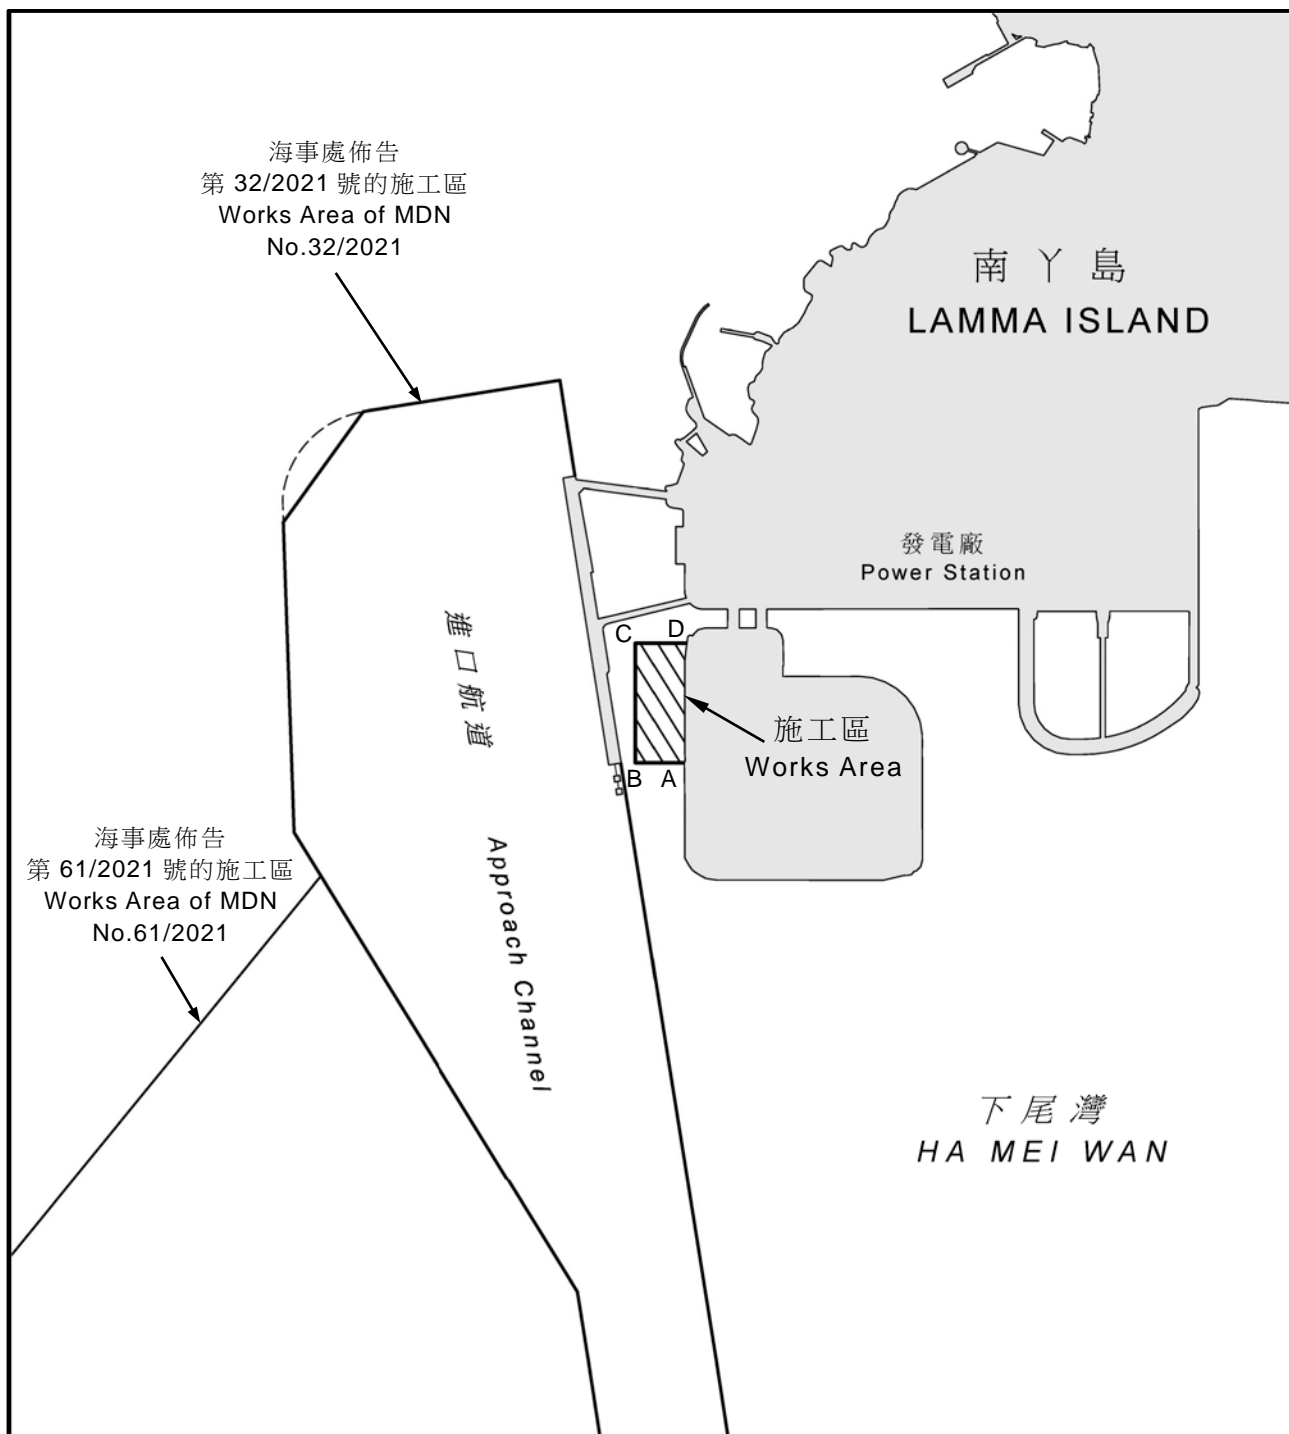 海事處佈告
第 32/2021 號的施工區
Works Area of MDN
No.32/2021
南丫島
LAMMA ISLAND
發電廠
Power Station
進口航道
Approach Channel
C
D
B
A
施工區
Works Area
海事處佈告
第 61/2021 號的施工區
Works Area of MDN
No.61/2021
下尾灣
HA MEI WAN